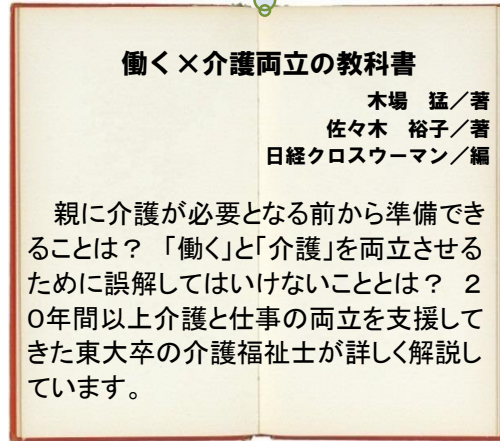 働く×介護両立の教科書
木場　猛／著
佐々木　裕子／著
日経クロスウーマン／編
　親に介護が必要となる前から準備でき
ることは？　「働く」と「介護」を両立させる
ために誤解してはいけないこととは？　２
０年間以上介護と仕事の両立を支援して
きた東大卒の介護福祉士が詳しく解説し
ています。